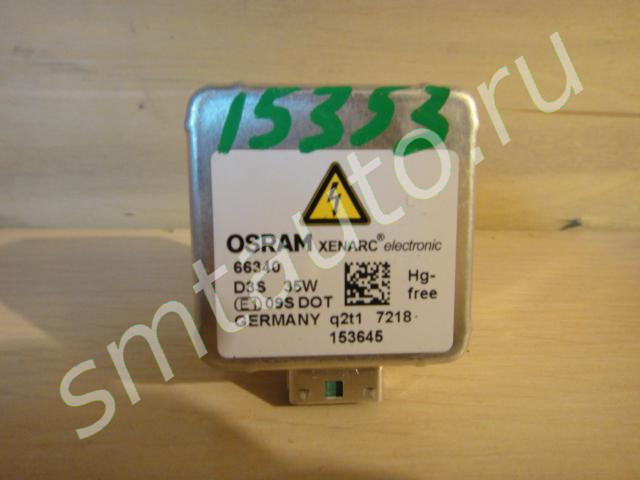 15353
OSRAM XENARC® electronic
66340
D3S 35W
Hg-
free
E1 09S DOT
GERMANY q2t1 7218
153645
smtauto.ru